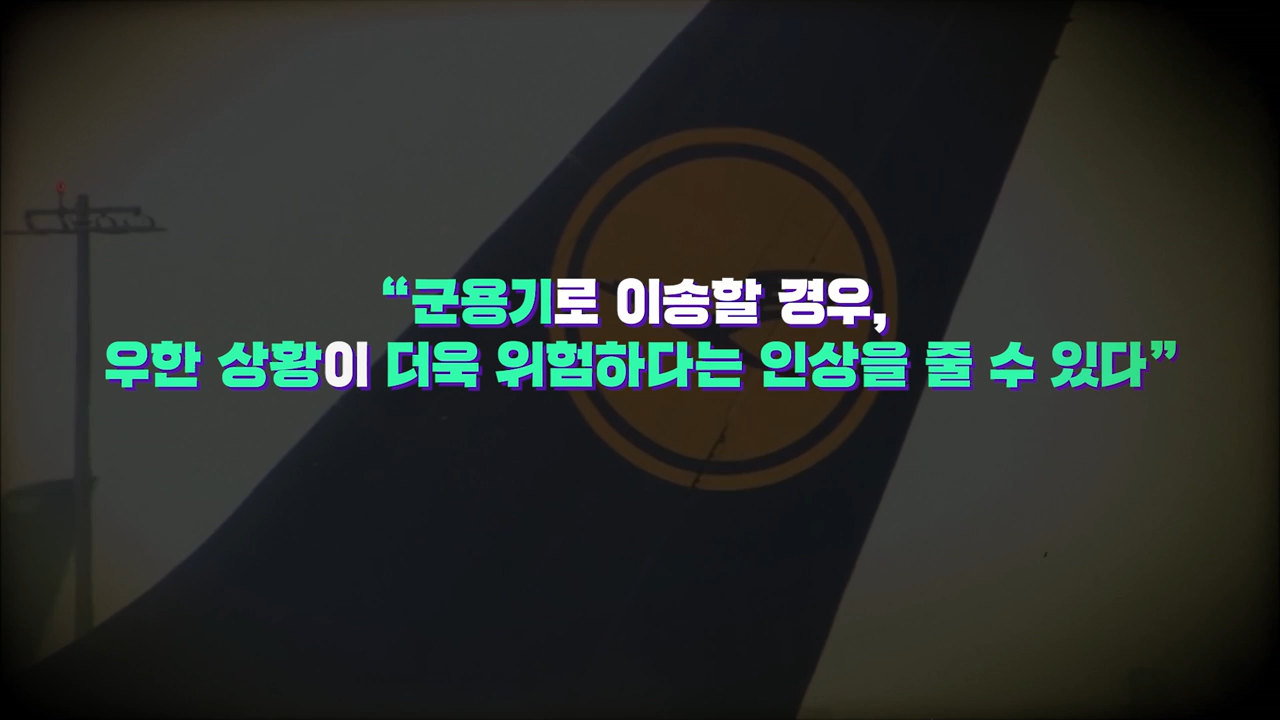 “군용기로 이송할 경우,
우한 상황이 더욱 위험하다는 인상을 줄 수 있다”